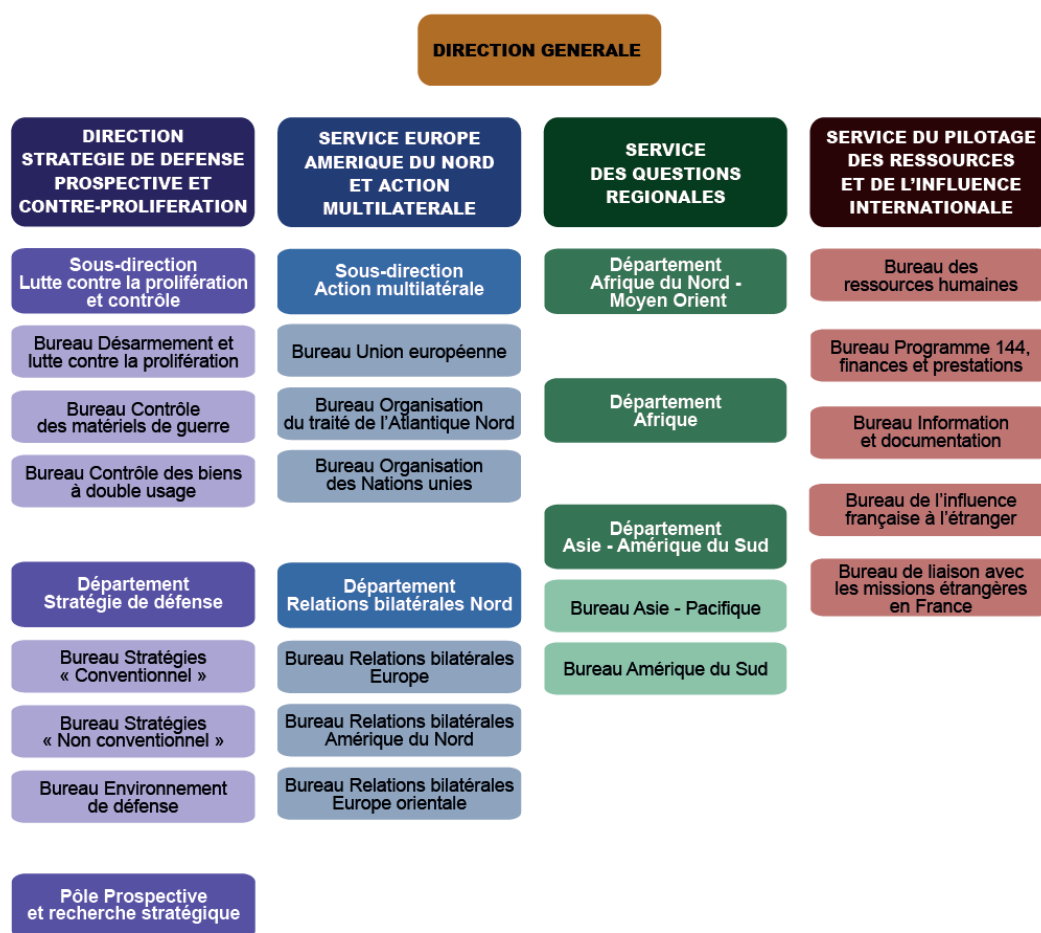 DIRECTION GENERALE
DIRECTION
STRATEGIE DE DEFENSE
PROSPECTIVE ET
CONTRE-PROLIFERATION
Sous-direction
Lutte contre la prolifération
et contrôle
Bureau Désarmement et
lutte contre la prolifération
Bureau Contrôle
des matériels de guerre
Bureau Contrôle des biens
à double usage
Département
Stratégie de défense
Bureau Stratégies
« Conventionnel »
Bureau Stratégies
« Non conventionnel »
Bureau Environnement
de défense
Pôle Prospective
et recherche stratégique
SERVICE EUROPE
AMERIQUE DU NORD
ET ACTION
MULTILATERALE
Sous-direction
Action multilatérale
Bureau Union européenne
Bureau Organisation
du traité de l'Atlantique Nord
Bureau Organisation
des Nations unies
Département
Relations bilatérales Nord
Bureau Relations bilatérales
Europe
Bureau Relations bilatérales
Amérique du Nord
Bureau Relations bilatérales
Europe orientale
SERVICE
DES QUESTIONS
REGIONALES
Département
Afrique du Nord -
Moyen Orient
Département
Afrique
Département
Asie - Amérique du Sud
Bureau Asie - Pacifique
Bureau Amérique du Sud
SERVICE DU PILOTAGE
DES RESSOURCES
ET DE L'INFLUENCE
INTERNATIONALE
Bureau des
ressources humaines
Bureau Programme 144,
finances et prestations
Bureau Information
et documentation
Bureau de l'influence
française à l'étranger
Bureau de liaison avec
les missions étrangères
en France